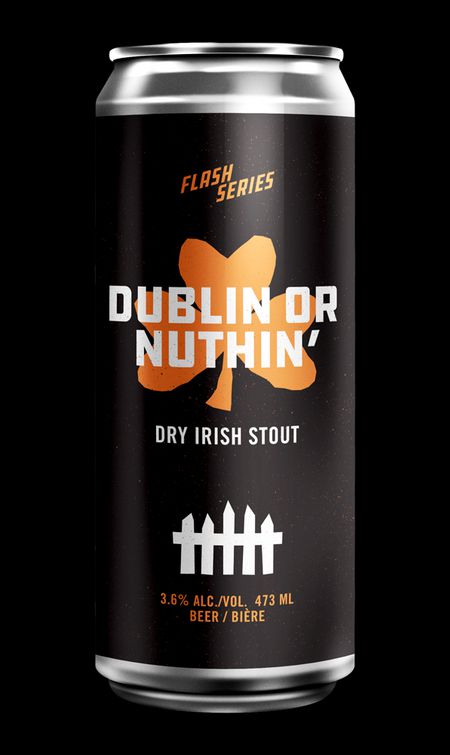 FLASH
SERIES
DUBLIN OR
NUTHIN'
DRY IRISH STOUT
3.6% ALC./VOL. 473 ML
BEER / BIÈRE